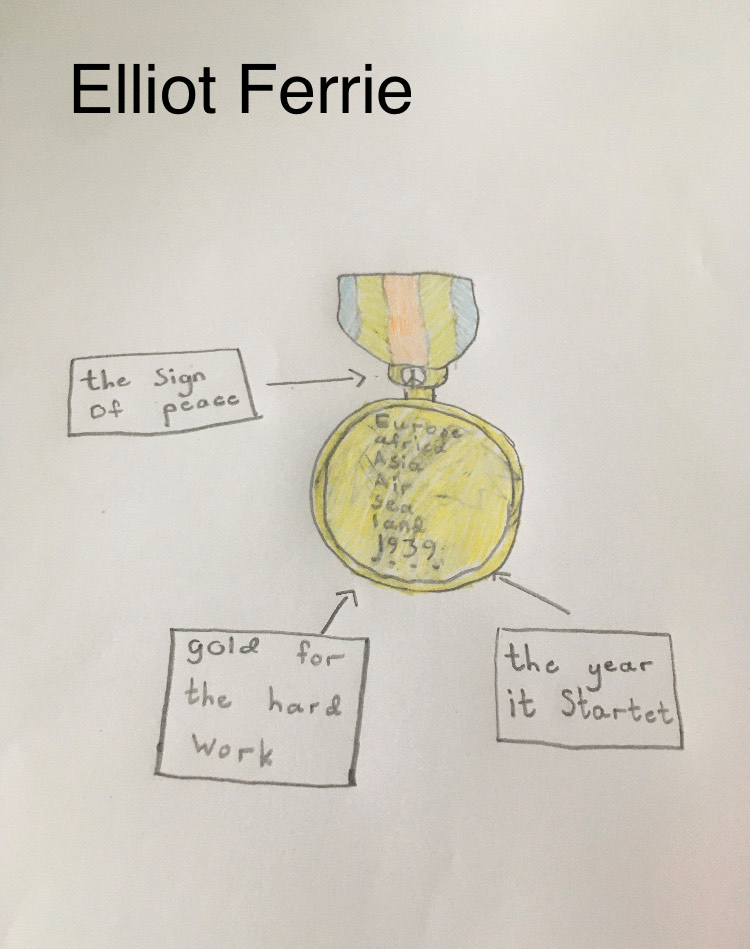 Elliot Ferrie
the Sign
of peace
Europe
africa
Asia
Air
sea
land
1939
gold for
the hard
work
the year
it Startet